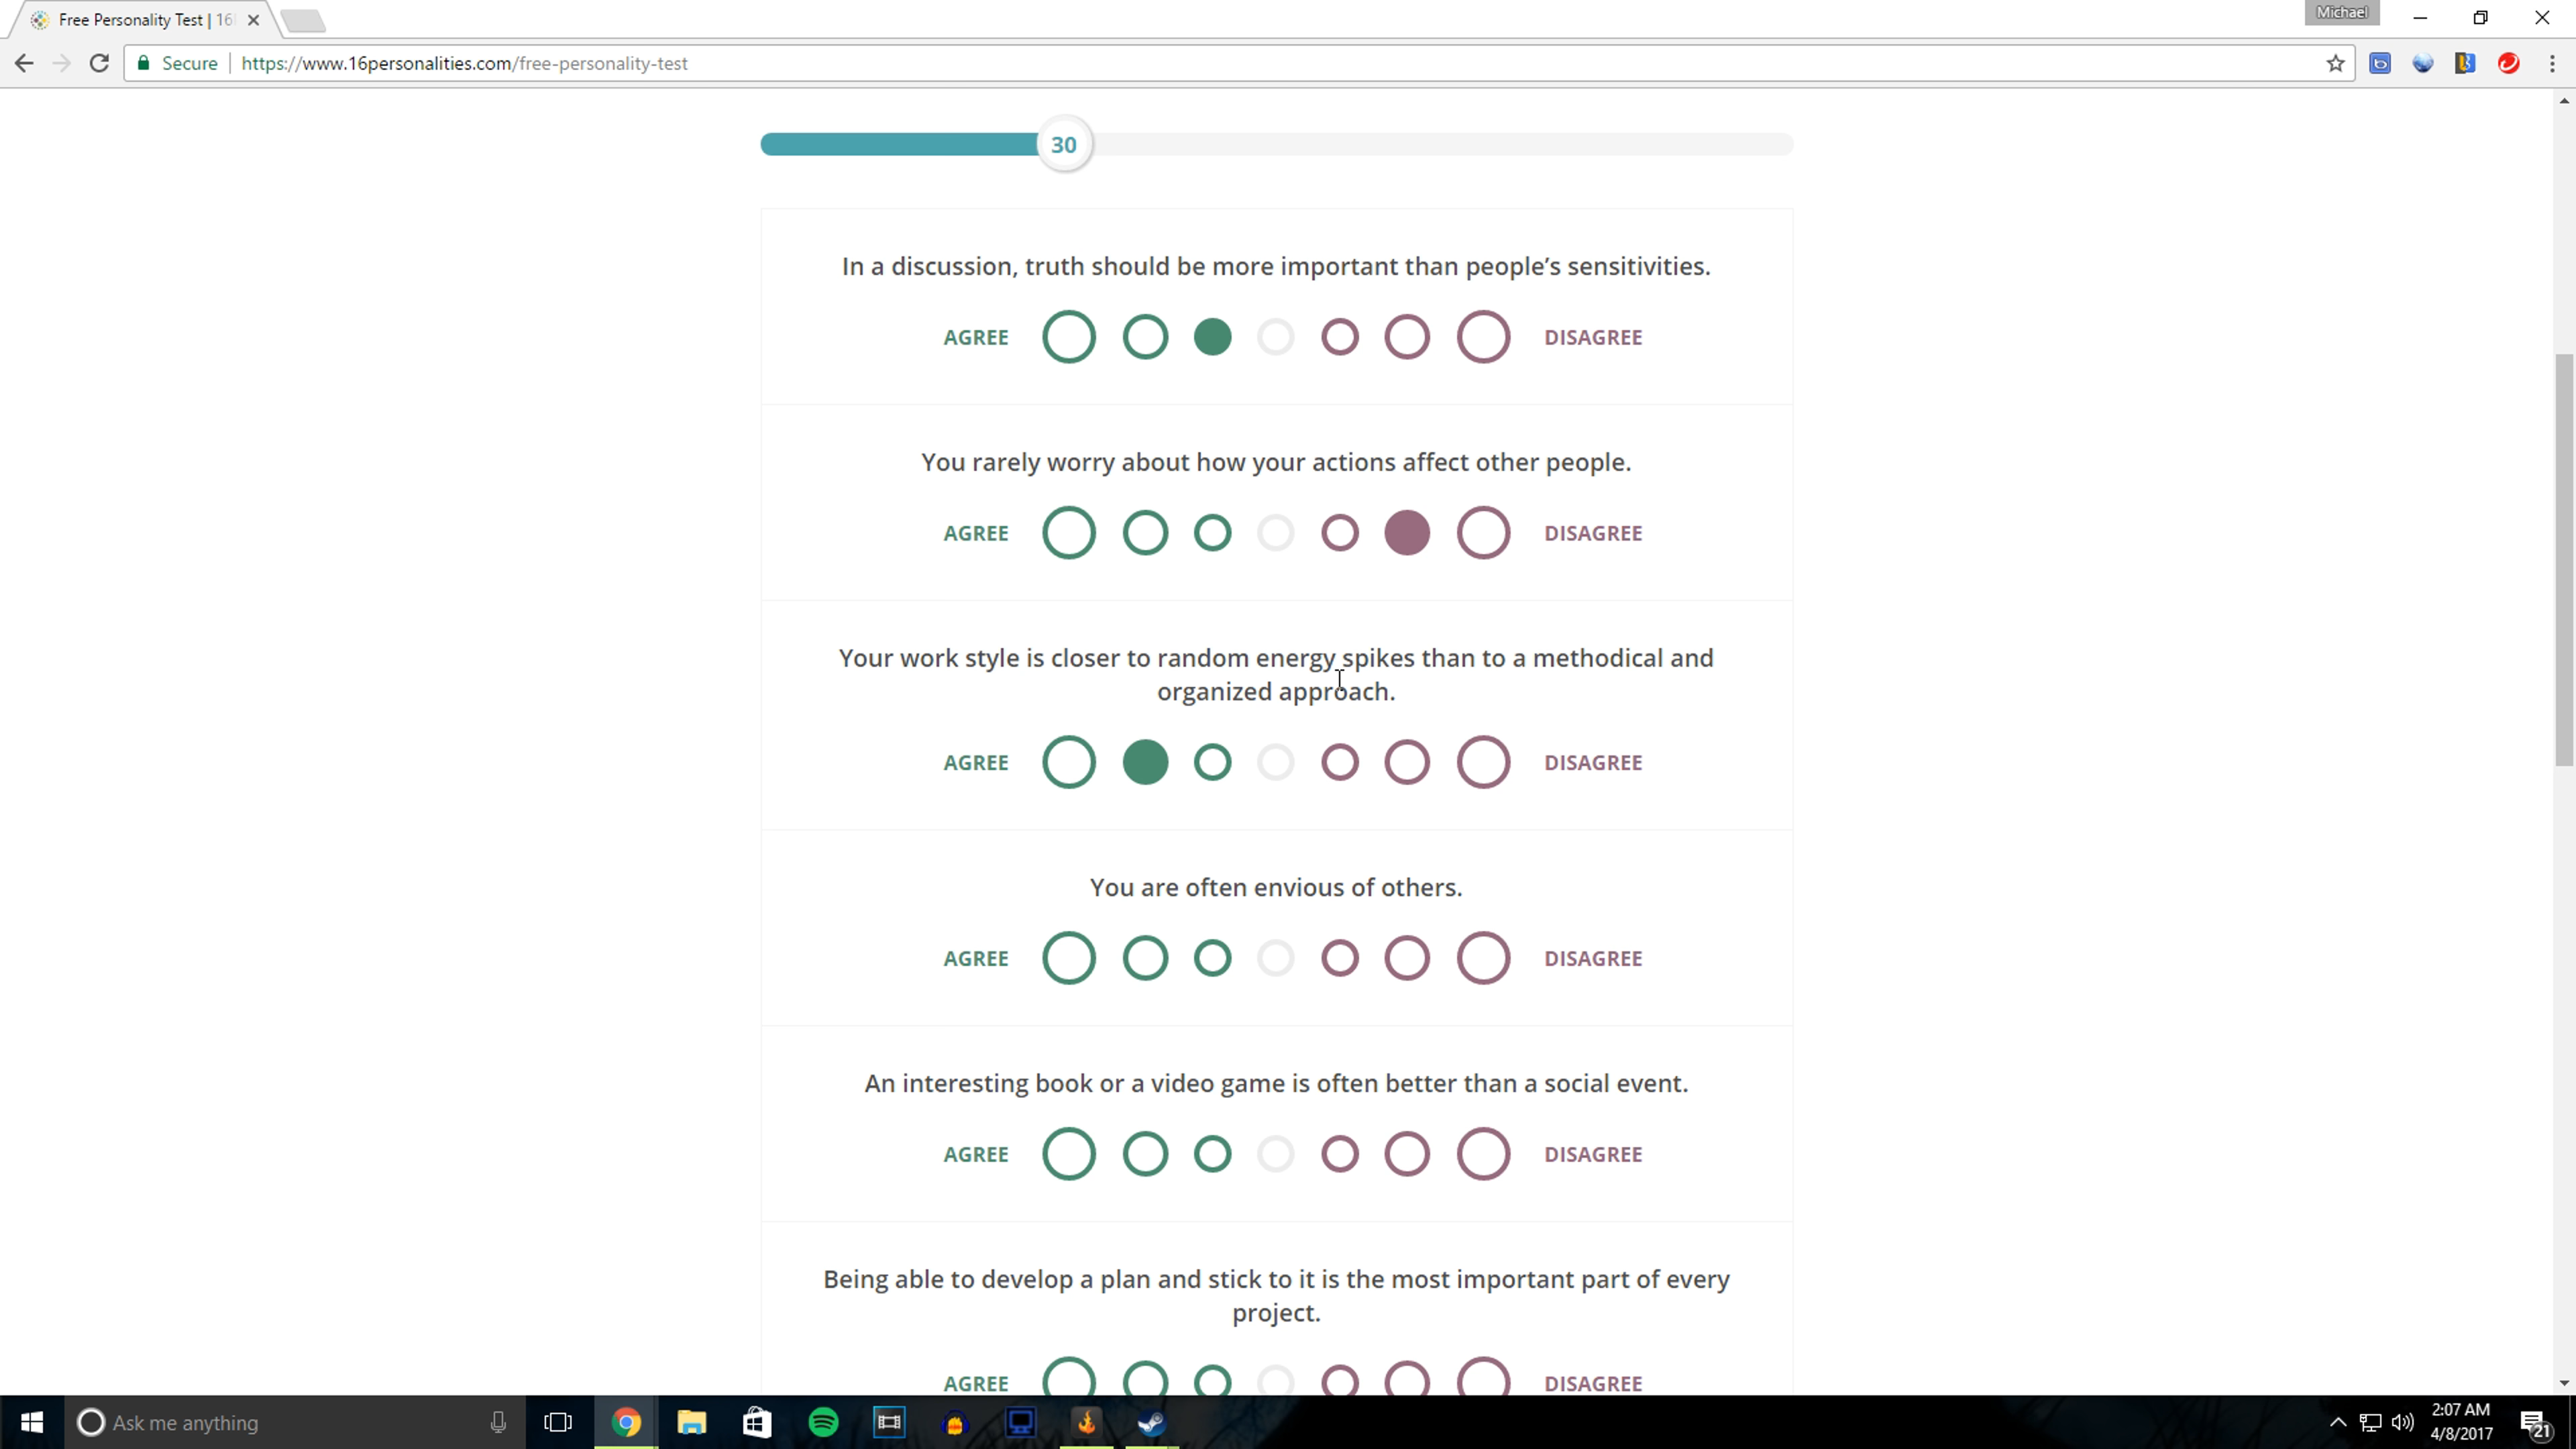 Free Personality Test | 16
Michael
Secure
https://www.16personalities.com/free-personality-test
30
In a discussion, truth should be more important than people’s sensitivities.
AGREE DISAGREE
You rarely worry about how your actions affect other people.
AGREE DISAGREE
Your work style is closer to random energy spikes than to a methodical and
organized approach.
AGREE DISAGREE
You are often envious of others.
AGREE DISAGREE
An interesting book or a video game is often better than a social event.
AGREE DISAGREE
Being able to develop a plan and stick to it is the most important part of every
project.
AGREE DISAGREE
Ask me anything
2:07 AM
4/8/2017
21